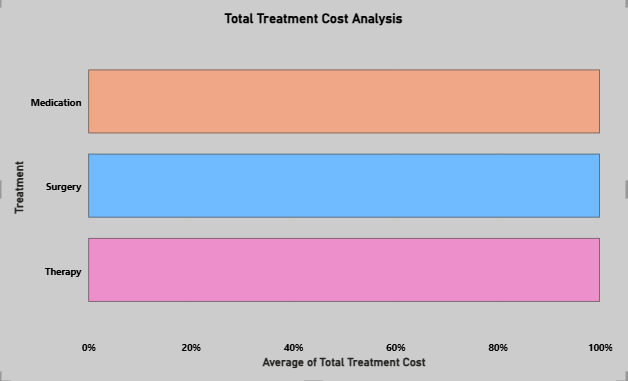 Total Treatment Cost Analysis
Treatment
Medication
Surgery
Therapy
0% 20% 40% 60% 80% 100%
Average of Total Treatment Cost